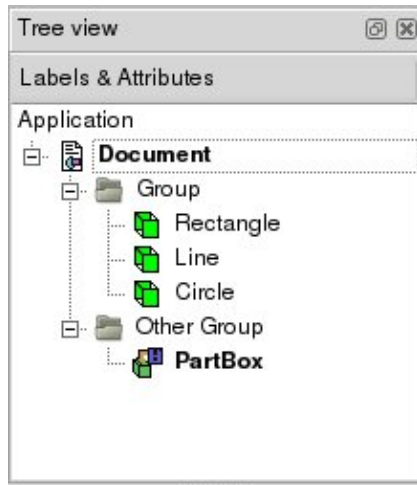 Tree view
Labels & Attributes
Application
Document
Group
Rectangle
Line
Circle
Other Group
PartBox